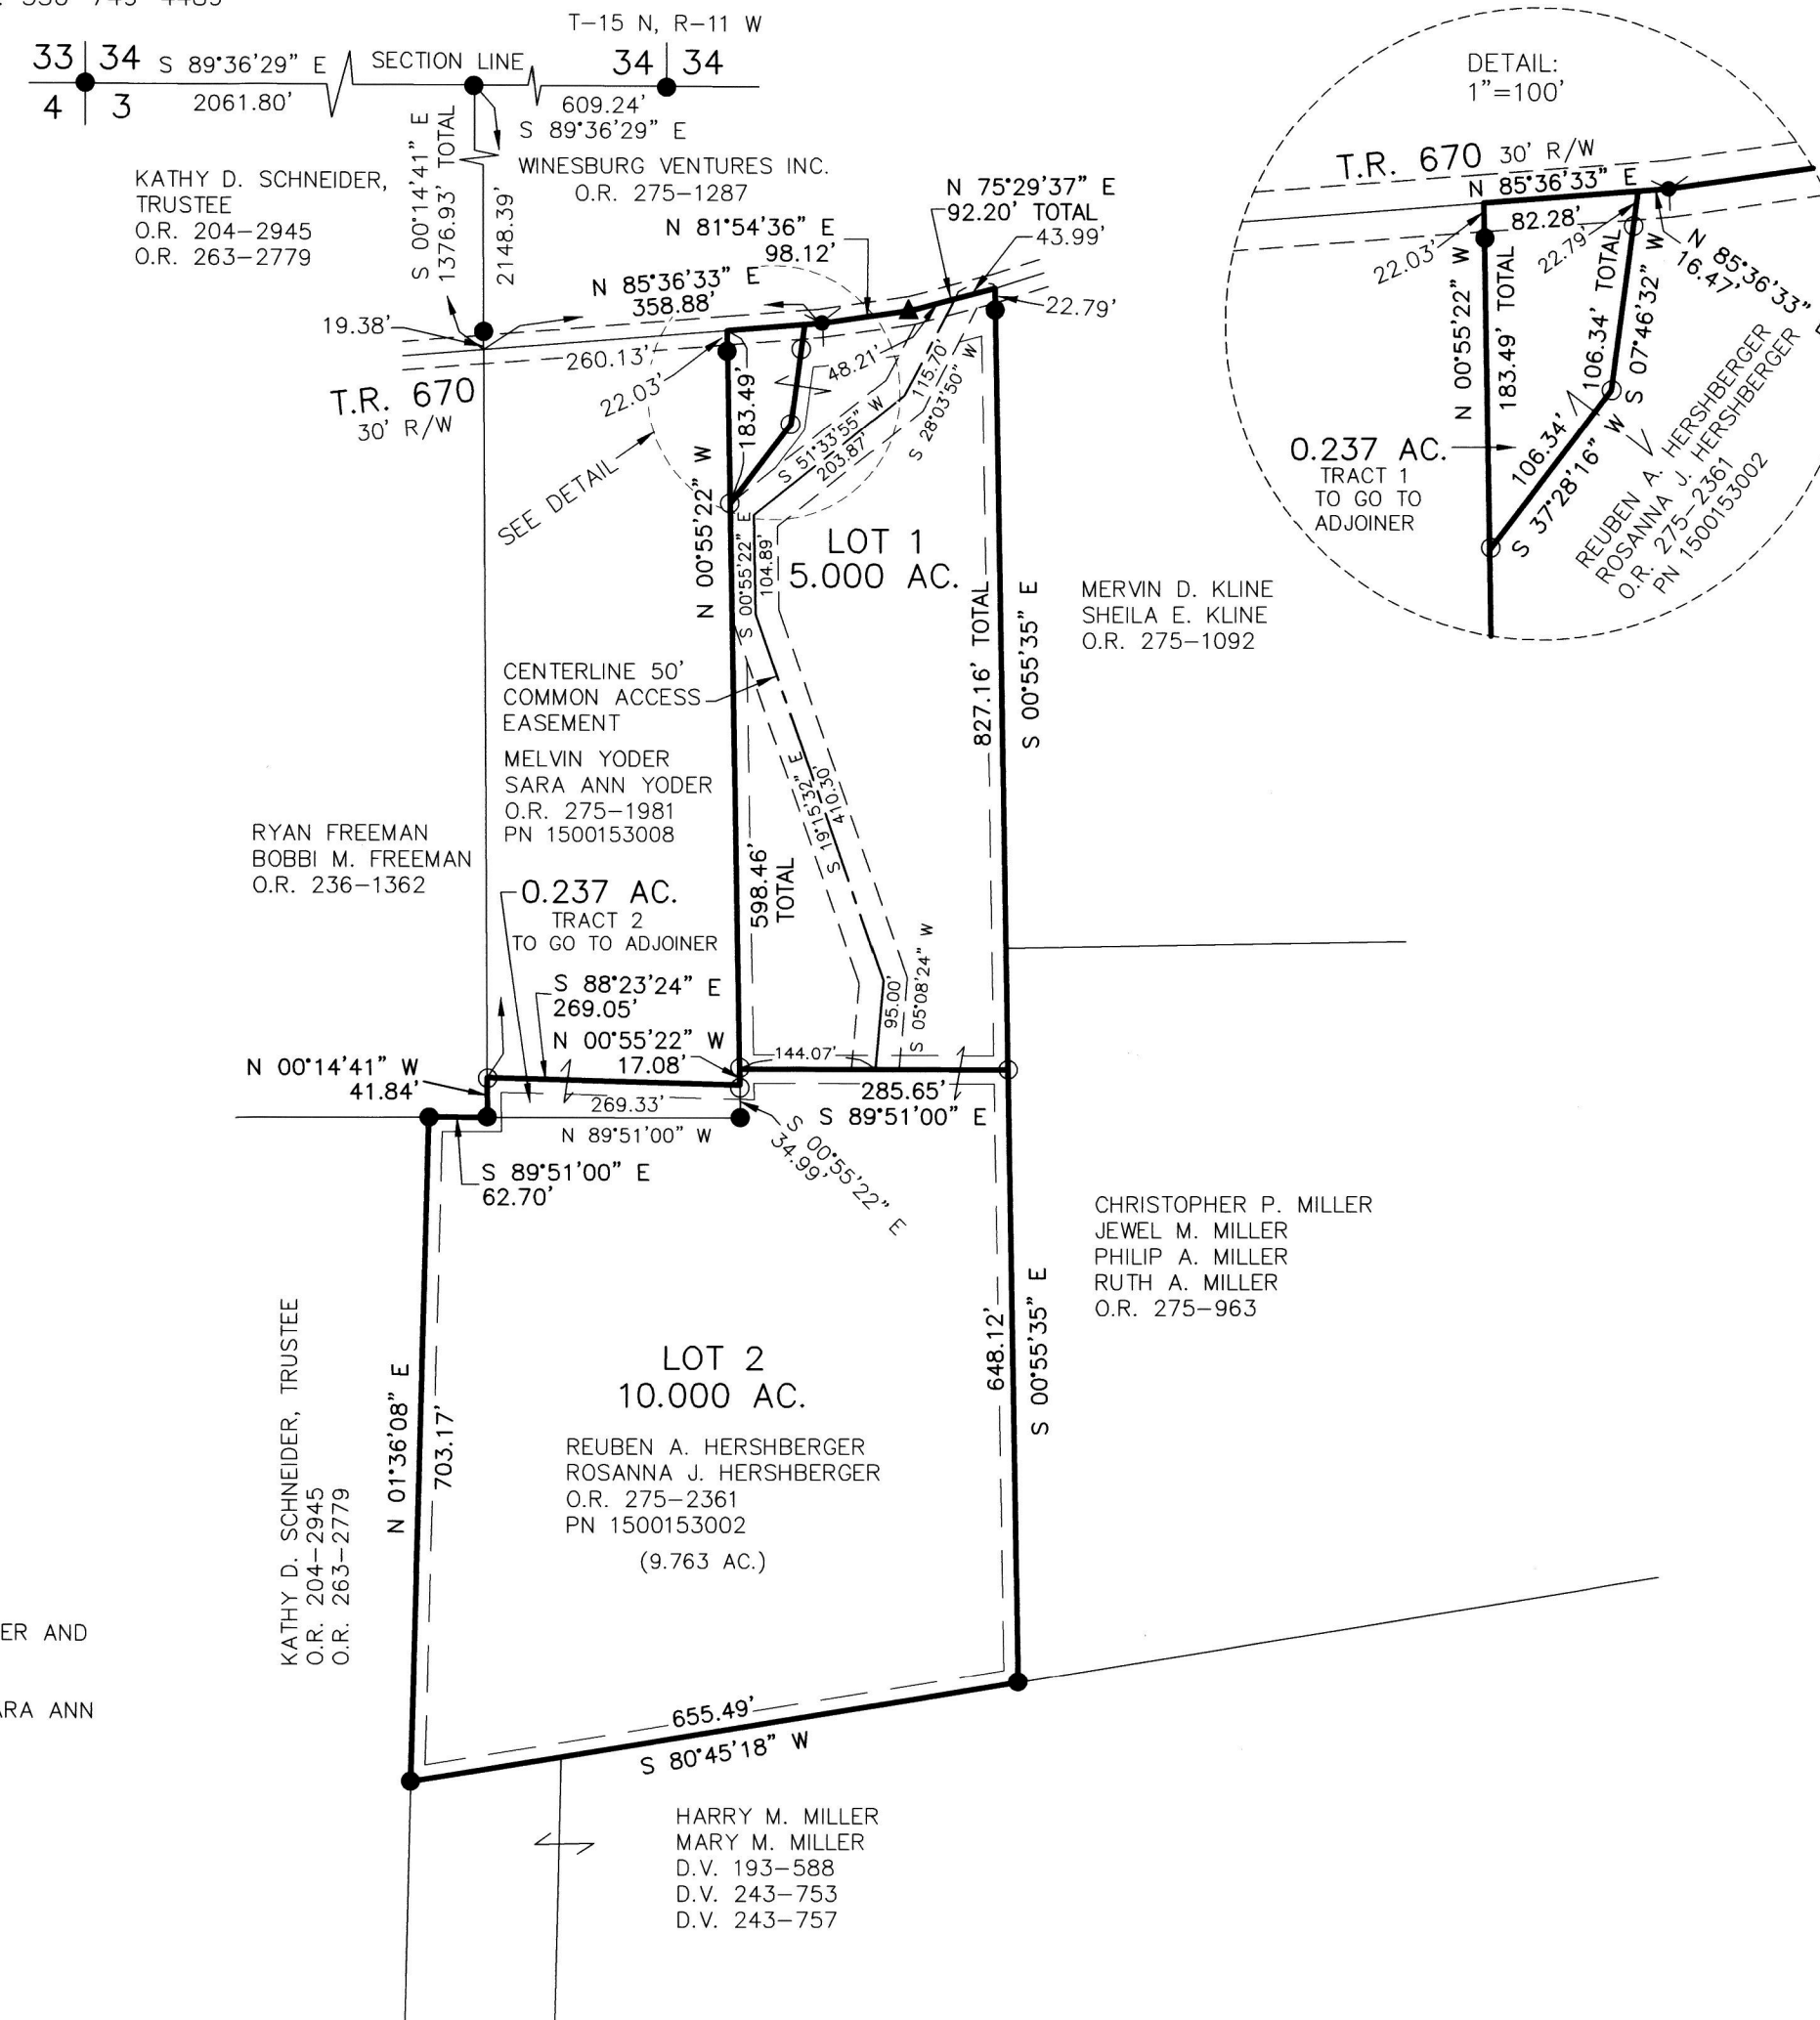 T-15 N, R-11 W
33 34
4 3
S 89°36'29" E
2061.80'
SECTION LINE
34 34
609.24'
S 89°36'29" E
S 00°14'41" E
1376.93' TOTAL
2148.39'
KATHY D. SCHNEIDER,
TRUSTEE
O.R. 204-2945
O.R. 263-2779
WINESBURG VENTURES INC.
O.R. 275-1287
N 75°29'37" E
92.20' TOTAL
43.99'
N 81°54'36" E
98.12'
N 85°36'33" E
358.88'
22.79'
19.38'
260.13'
T.R. 670
30' R/W
22.03'
183.49'
48.21'
115.70'
S 28°03'50" W
S 51°33'55" W
203.87'
SEE DETAIL
N 00°55'22" W
S 00°55'22" E
104.89'
LOT 1
5.000 AC.
827.16' TOTAL
S 00°55'35" E
MERVIN D. KLINE
SHEILA E. KLINE
O.R. 275-1092
DETAIL:
1"=100'
T.R. 670 30' R/W
N 85°36'33" E
82.28'
22.03'
22.79'
N 00°55'22" W
183.49' TOTAL
106.34' TOTAL
S 07°46'32" W
N 85°36'33" E
16.47'
0.237 AC.
TRACT 1
TO GO TO
ADJOINER
106.34'
S 37°28'16" W
REUBEN A. HERSHBERGER
ROSANNA J. HERSHBERGER
O.R. 275-2361
PN 1500153002
CENTERLINE 50'
COMMON ACCESS
EASEMENT
MELVIN YODER
SARA ANN YODER
O.R. 275-1981
PN 1500153008
S 19°15'32" E
410.30'
RYAN FREEMAN
BOBBI M. FREEMAN
O.R. 236-1362
598.46'
TOTAL
0.237 AC.
TRACT 2
TO GO TO ADJOINER
95.00'
S 05°08'24" W
S 88°23'24" E
269.05'
N 00°55'22" W
17.08'
144.07'
N 00°14'41" W
41.84'
269.33'
N 89°51'00" W
285.65'
S 89°51'00" E
S 00°55'22" E
34.99'
S 89°51'00" E
62.70'
CHRISTOPHER P. MILLER
JEWEL M. MILLER
PHILIP A. MILLER
RUTH A. MILLER
O.R. 275-963
KATHY D. SCHNEIDER, TRUSTEE
O.R. 204-2945
O.R. 263-2779
N 01°36'08" E
703.17'
LOT 2
10.000 AC.
REUBEN A. HERSHBERGER
ROSANNA J. HERSHBERGER
O.R. 275-2361
PN 1500153002
(9.763 AC.)
648.12'
S 00°55'35" E
ER AND
ARA ANN
655.49'
S 80°45'18" W
HARRY M. MILLER
MARY M. MILLER
D.V. 193-588
D.V. 243-753
D.V. 243-757